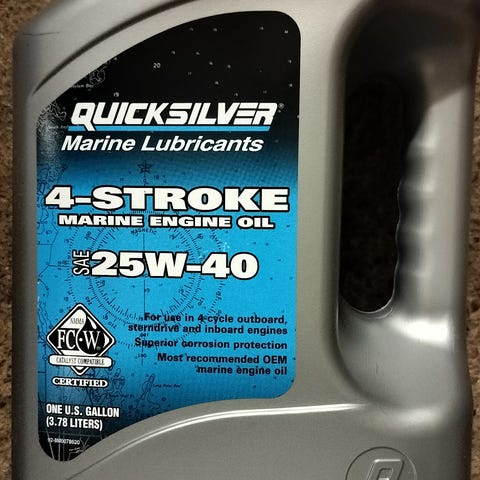 QUICKSILVER®
Marine Lubricants
4-STROKE
MARINE ENGINE OIL
SAE 25W-40
For use in 4-cycle outboard,
sterndrive and inboard engines
Superior corrosion protection
Most recommended OEM
marine engine oil
NMMA
FC-W
CATALYST COMPATIBLE
CERTIFIED
ONE U.S. GALLON
(3.78 LITERS)